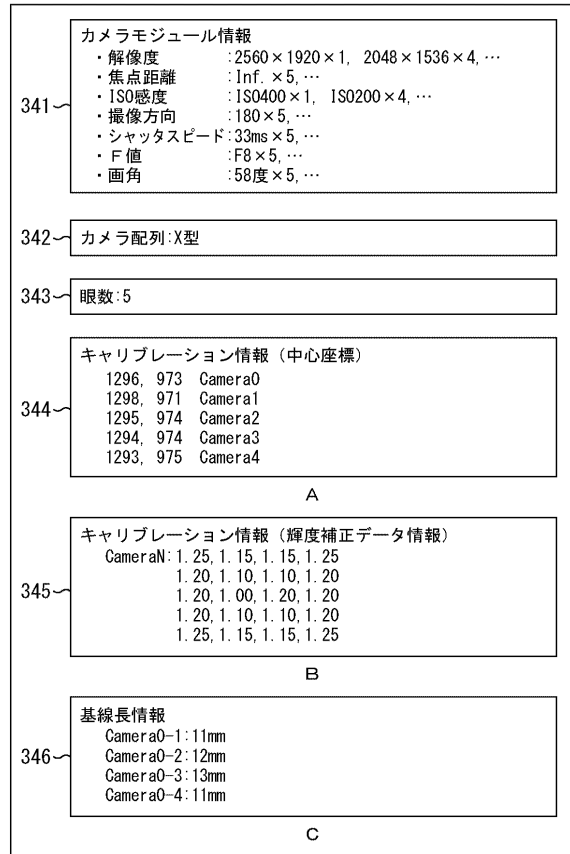 カメラモジュール情報
・解像度 :2560×1920×1, 2048×1536×4,…
・焦点距離 :Inf.×5,…
・ISO感度 :ISO400×1, ISO200×4,…
341 ・撮像方向 :180×5,…
・シャッタスピード:33ms×5,…
・F値 :F8×5,…
・画角 :58度×5,…
342 カメラ配列:X型
343 眼数:5
キャリブレーション情報(中心座標)
1296, 973 Camera0
1298, 971 Camera1
344 1295, 974 Camera2
1294, 974 Camera3
1293, 975 Camera4
A
キャリブレーション情報(輝度補正データ情報)
CameraN:1.25,1.15,1.15,1.25
1.20,1.10,1.10,1.20
345 1.20,1.00,1.20,1.20
1.20,1.10,1.10,1.20
1.25,1.15,1.15,1.25
B
基線長情報
Camera0-1:11mm
346 Camera0-2:12mm
Camera0-3:13mm
Camera0-4:11mm
C